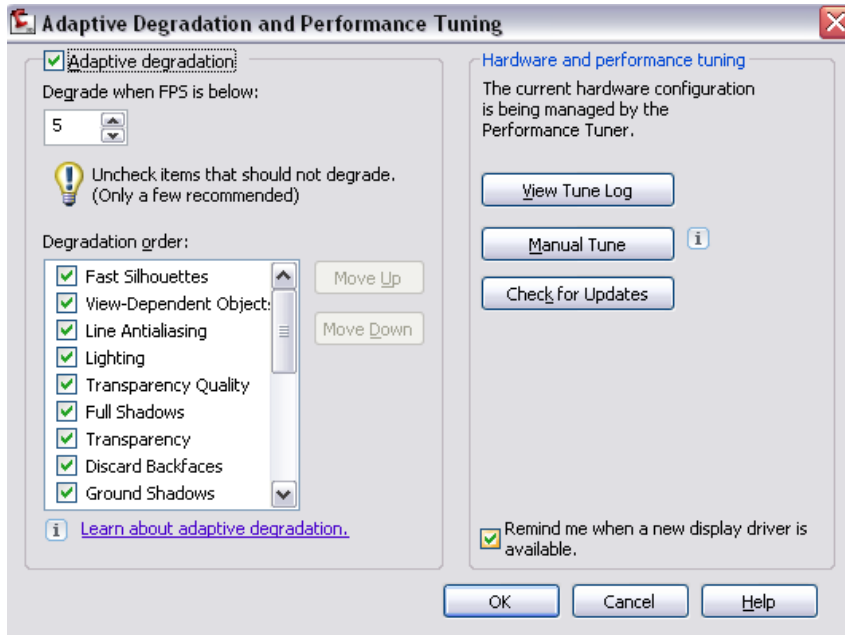 Adaptive Degradation and Performance Tuning
Adaptive degradation
Degrade when FPS is below:
5
Uncheck items that should not degrade.
(Only a few recommended)
Degradation order:
Fast Silhouettes
View-Dependent Object
Line Antialiasing
Lighting
Transparency Quality
Full Shadows
Transparency
Discard Backfaces
Ground Shadows
Move Up
Move Down
Learn about adaptive degradation.
Hardware and performance tuning
The current hardware configuration
is being managed by the
Performance Tuner.
View Tune Log
Manual Tune
Check for Updates
Remind me when a new display driver is
available.
OK
Cancel
Help